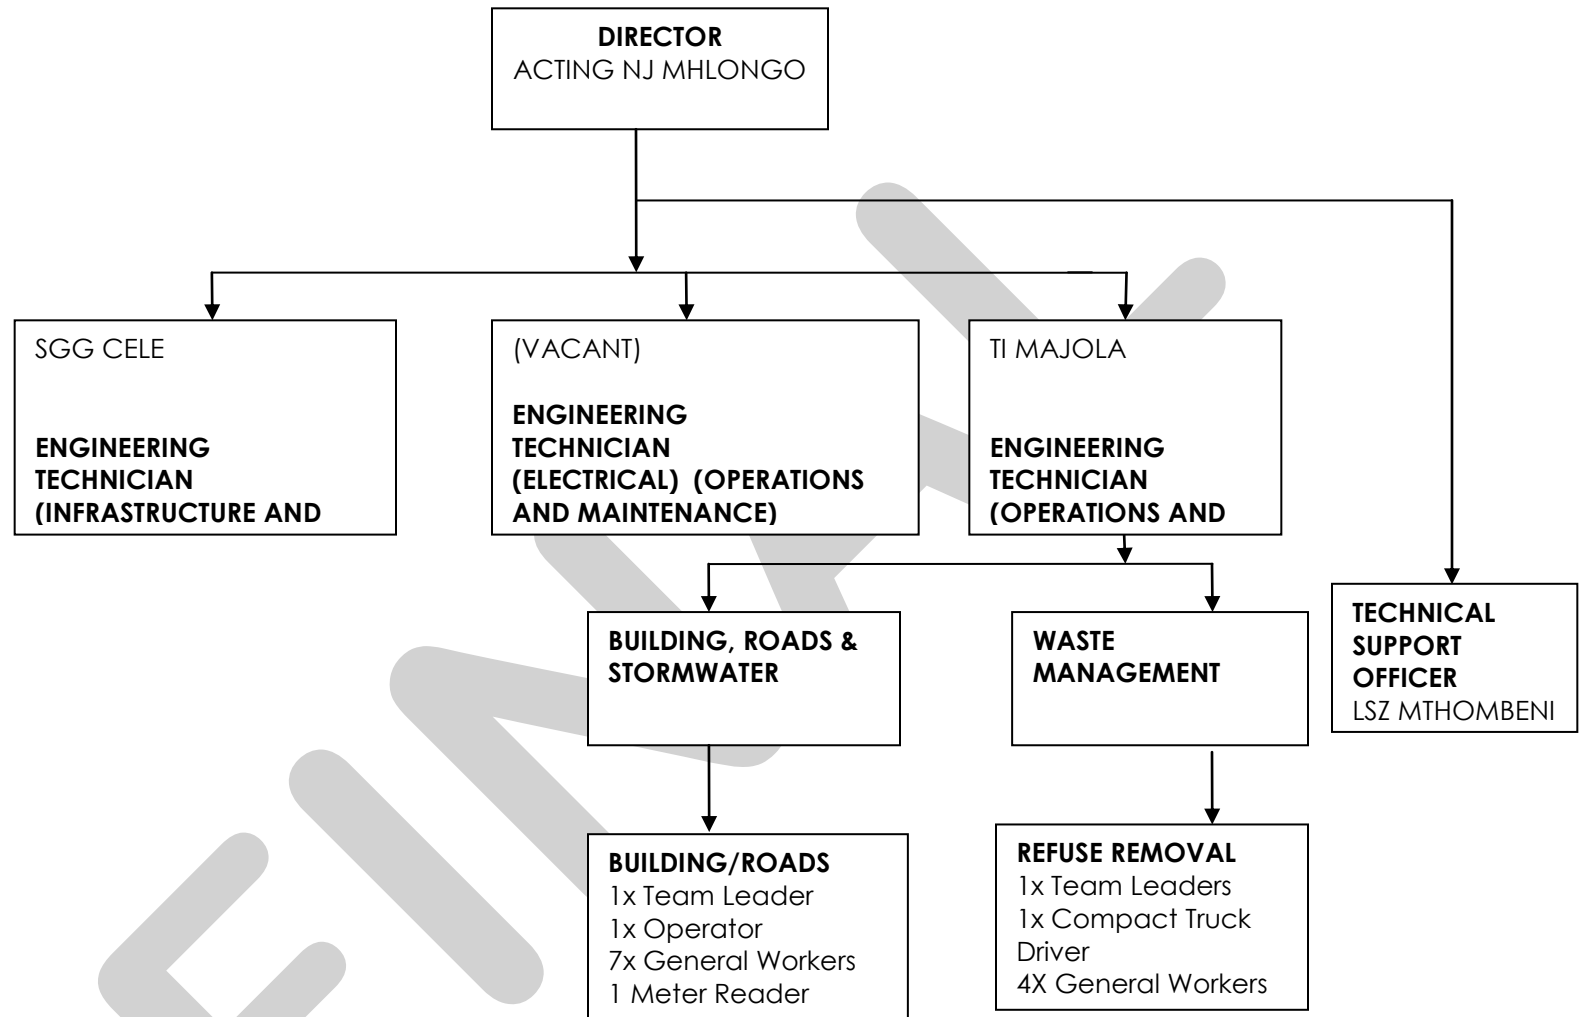 DIRECTOR
ACTING NJ MHLONGO
SGG CELE
ENGINEERING
TECHNICIAN
(INFRASTRUCTURE AND
(VACANT)
ENGINEERING
TECHNICIAN
(ELECTRICAL) (OPERATIONS
AND MAINTENANCE)
TI MAJOLA
ENGINEERING
TECHNICIAN
(OPERATIONS AND
BUILDING, ROADS &
STORMWATER
WASTE
MANAGEMENT
TECHNICAL
SUPPORT
OFFICER
LSZ MTHOMBENI
BUILDING/ROADS
1x Team Leader
1x Operator
7x General Workers
1 Meter Reader
REFUSE REMOVAL
1x Team Leaders
1x Compact Truck
Driver
4X General Workers
FINAL